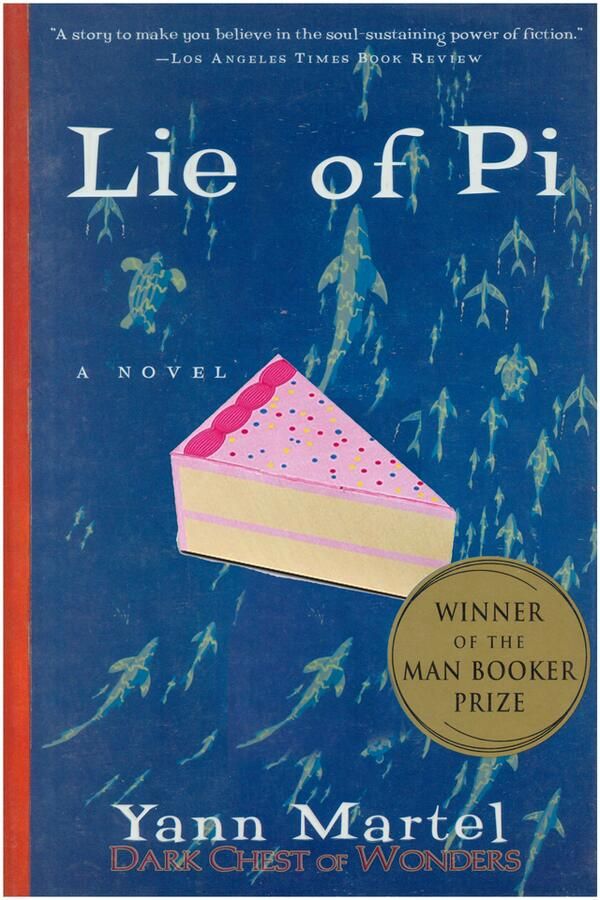 "A story to make you believe in the soul-sustaining power of fiction."
—Los Angeles Times Book Review
Lie of Pi
A NOVEL
WINNER
OF THE
MAN BOOKER
PRIZE
Yann Martel
Dark Chest of Wonders